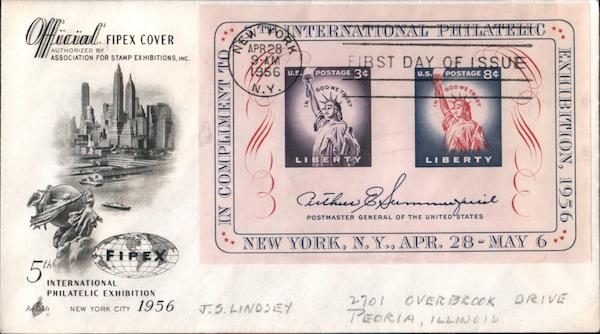 Official FIPEX COVER
AUTHORIZED BY
ASSOCIATION FOR STAMP EXHIBITIONS, INC.
FIPEX
5th
INTERNATIONAL
PHILATELIC EXHIBITION
NEW YORK CITY 1956
IN COMPLIMENT TO
5TH INTERNATIONAL PHILATELIC
EXHIBITION, 1956
NEW YORK
APR 28
9-AM
1956
N.Y.
FIRST DAY OF ISSUE
U.S. POSTAGE 3¢
IN GOD WE TRUST
LIBERTY
U.S. POSTAGE 8¢
IN GOD WE TRUST
LIBERTY
Arthur E Summerfield
POSTMASTER GENERAL OF THE UNITED STATES
NEW YORK, N.Y., APR. 28 - MAY 6
J.S. LINDSEY
2701 OVERBROOK DRIVE
PEORIA, ILLINOIS